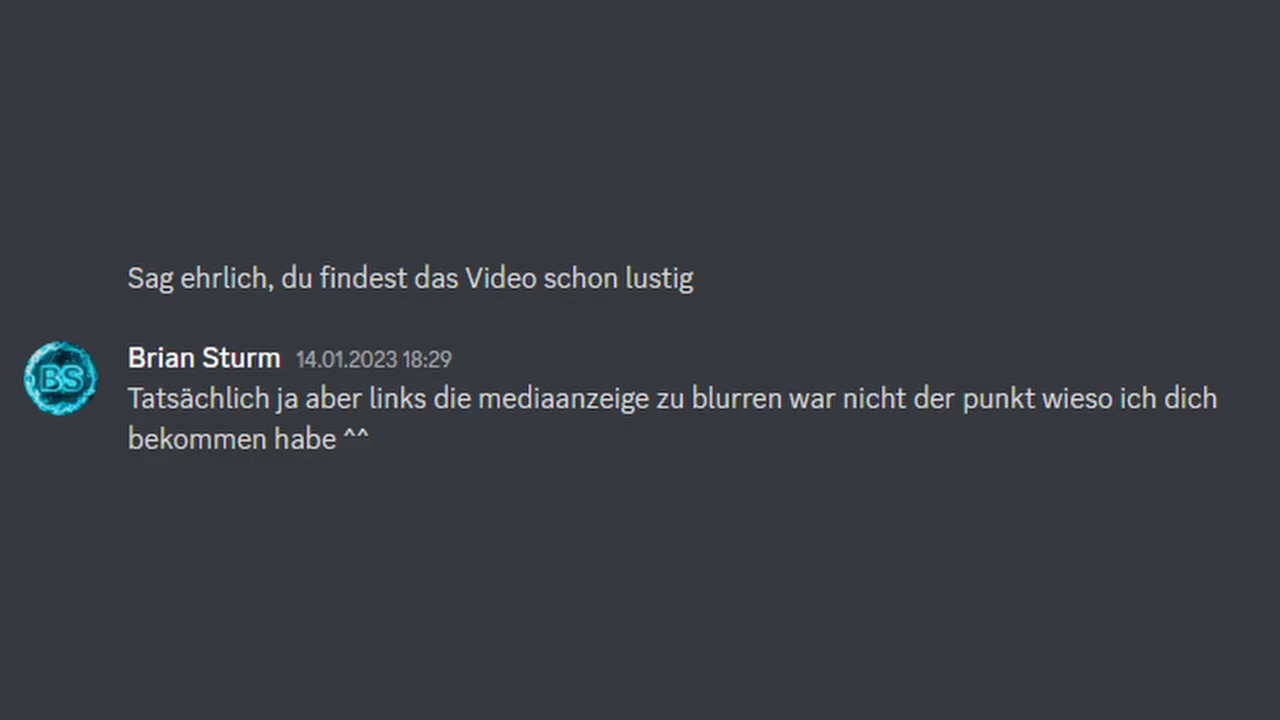 Sag ehrlich, du findest das Video schon lustig
BS
Brian Sturm 14.01.2023 18:29
Tatsächlich ja aber links die mediaanzeige zu blurren war nicht der punkt wieso ich dich
bekommen habe ^^